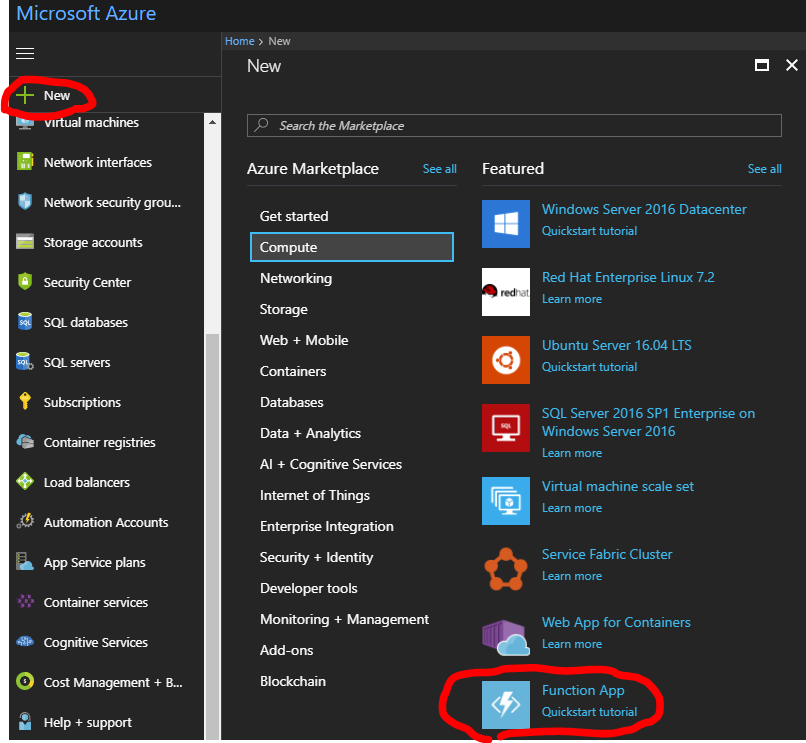 Microsoft Azure
Home > New
New
New
Search the Marketplace
Virtual machines
Network interfaces
Network security grou...
Storage accounts
Security Center
SQL databases
SQL servers
Subscriptions
Container registries
Load balancers
Automation Accounts
App Service plans
Container services
Cognitive Services
Cost Management + B...
Help + support
Azure Marketplace
See all
Get started
Compute
Networking
Storage
Web + Mobile
Containers
Databases
Data + Analytics
AI + Cognitive Services
Internet of Things
Enterprise Integration
Security + Identity
Developer tools
Monitoring + Management
Add-ons
Blockchain
Featured
See all
Windows Server 2016 Datacenter
Quickstart tutorial
redhat
Red Hat Enterprise Linux 7.2
Learn more
Ubuntu Server 16.04 LTS
Quickstart tutorial
SQL
SQL Server 2016 SP1 Enterprise on
Windows Server 2016
Learn more
Virtual machine scale set
Learn more
Service Fabric Cluster
Learn more
Web App for Containers
Learn more
Function App
Quickstart tutorial